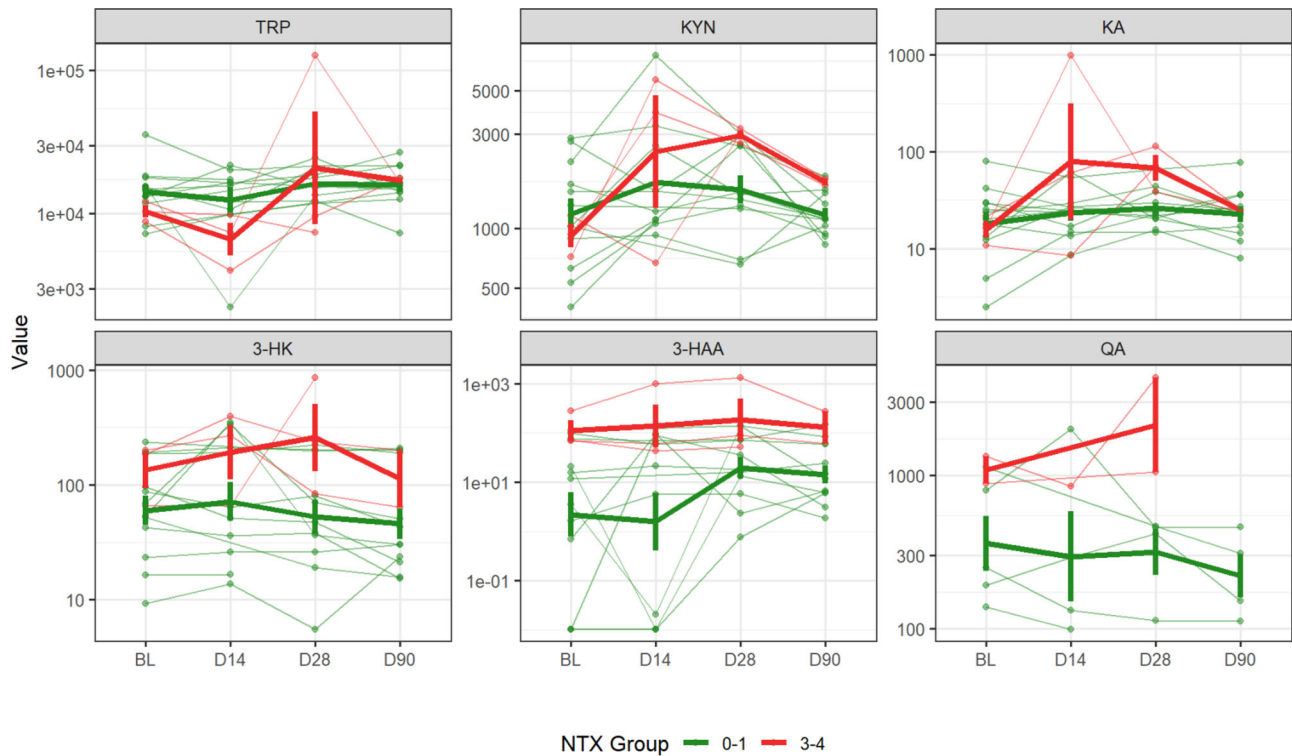 TRP
KYN
KA
1e+05
3e+04
1e+04
3e+03
5000
3000
1000
500
1000
100
10
Value
3-HK
3-HAA
QA
1000
100
10
1e+03
1e+01
1e-01
3000
1000
300
100
BL D14 D28 D90
BL D14 D28 D90
BL D14 D28 D90
NTX Group 0-1 3-4